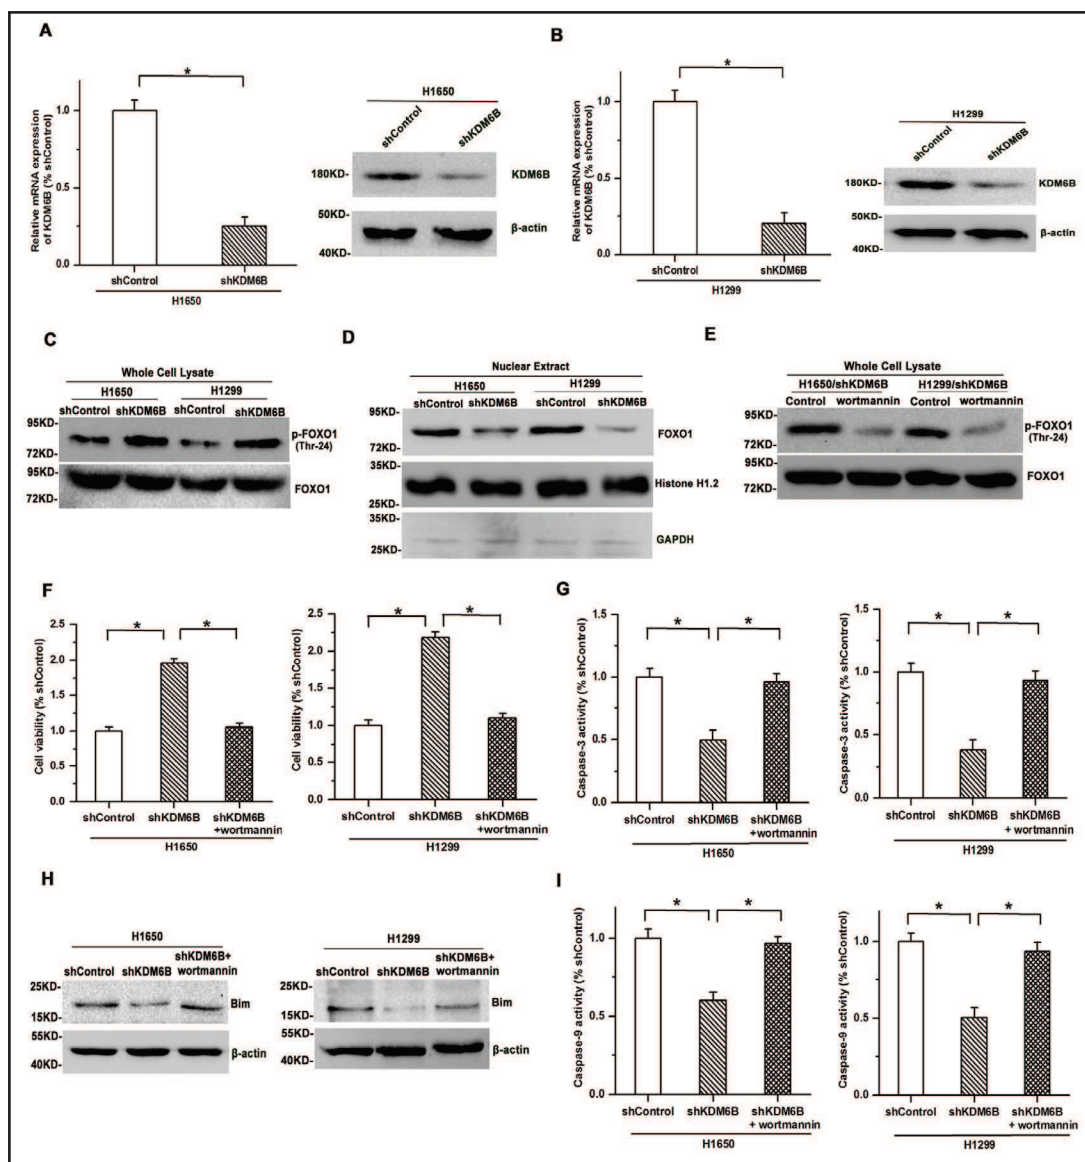 A
Relative mRNA expression
of KDM6B (% shControl)
1.0
0.5
0.0
*
shControl
shKDM6B
H1650
H1650
shControl
shKDM6B
180KD-
KDM6B
50KD-
β-actin
40KD-
B
Relative mRNA expression
of KDM6B (% shControl)
1.0
0.5
0.0
*
shControl
shKDM6B
H1299
H1299
shControl
shKDM6B
180KD-
KDM6B
50KD-
β-actin
40KD-
C
Whole Cell Lysate
H1650 H1299
shControl shKDM6B shControl shKDM6B
95KD-
p-FOXO1
(Thr-24)
72KD-
95KD-
FOXO1
72KD-
D
Nuclear Extract
H1650 H1299
shControl shKDM6B shControl shKDM6B
95KD-
FOXO1
72KD-
35KD-
Histone H1.2
25KD-
35KD-
GAPDH
25KD-
E
Whole Cell Lysate
H1650/shKDM6B H1299/shKDM6B
Control wortmannin Control wortmannin
95KD-
p-FOXO1
(Thr-24)
72KD-
95KD-
FOXO1
72KD-
F
Cell viability (% shControl)
2.5
2.0
1.5
1.0
0.5
0.0
* *
shControl shKDM6B shKDM6B
+wortmannin
H1650
Cell viability (% shControl)
2.5
2.0
1.5
1.0
0.5
0.0
* *
shControl shKDM6B shKDM6B
+wortmannin
H1299
G
Caspase-3 activity (% shControl)
1.5
1.0
0.5
0.0
* *
shControl shKDM6B shKDM6B
+wortmannin
H1650
Caspase-3 activity (% shControl)
1.5
1.0
0.5
0.0
* *
shControl shKDM6B shKDM6B
+ wortmannin
H1299
H
H1650
shControl shKDM6B shKDM6B+
wortmannin
25KD-
Bim
15KD-
55KD-
β-actin
40KD-
H1299
shControl shKDM6B shKDM6B+
wortmannin
25KD-
Bim
15KD-
55KD-
β-actin
40KD-
I
Caspase-9 activity (% shControl)
1.0
0.5
0.0
* *
shControl shKDM6B shKDM6B
+ wortmannin
H1650
Caspase-9 activity (% shControl)
1.0
0.5
0.0
* *
shControl shKDM6B shKDM6B
+ wortmannin
H1299